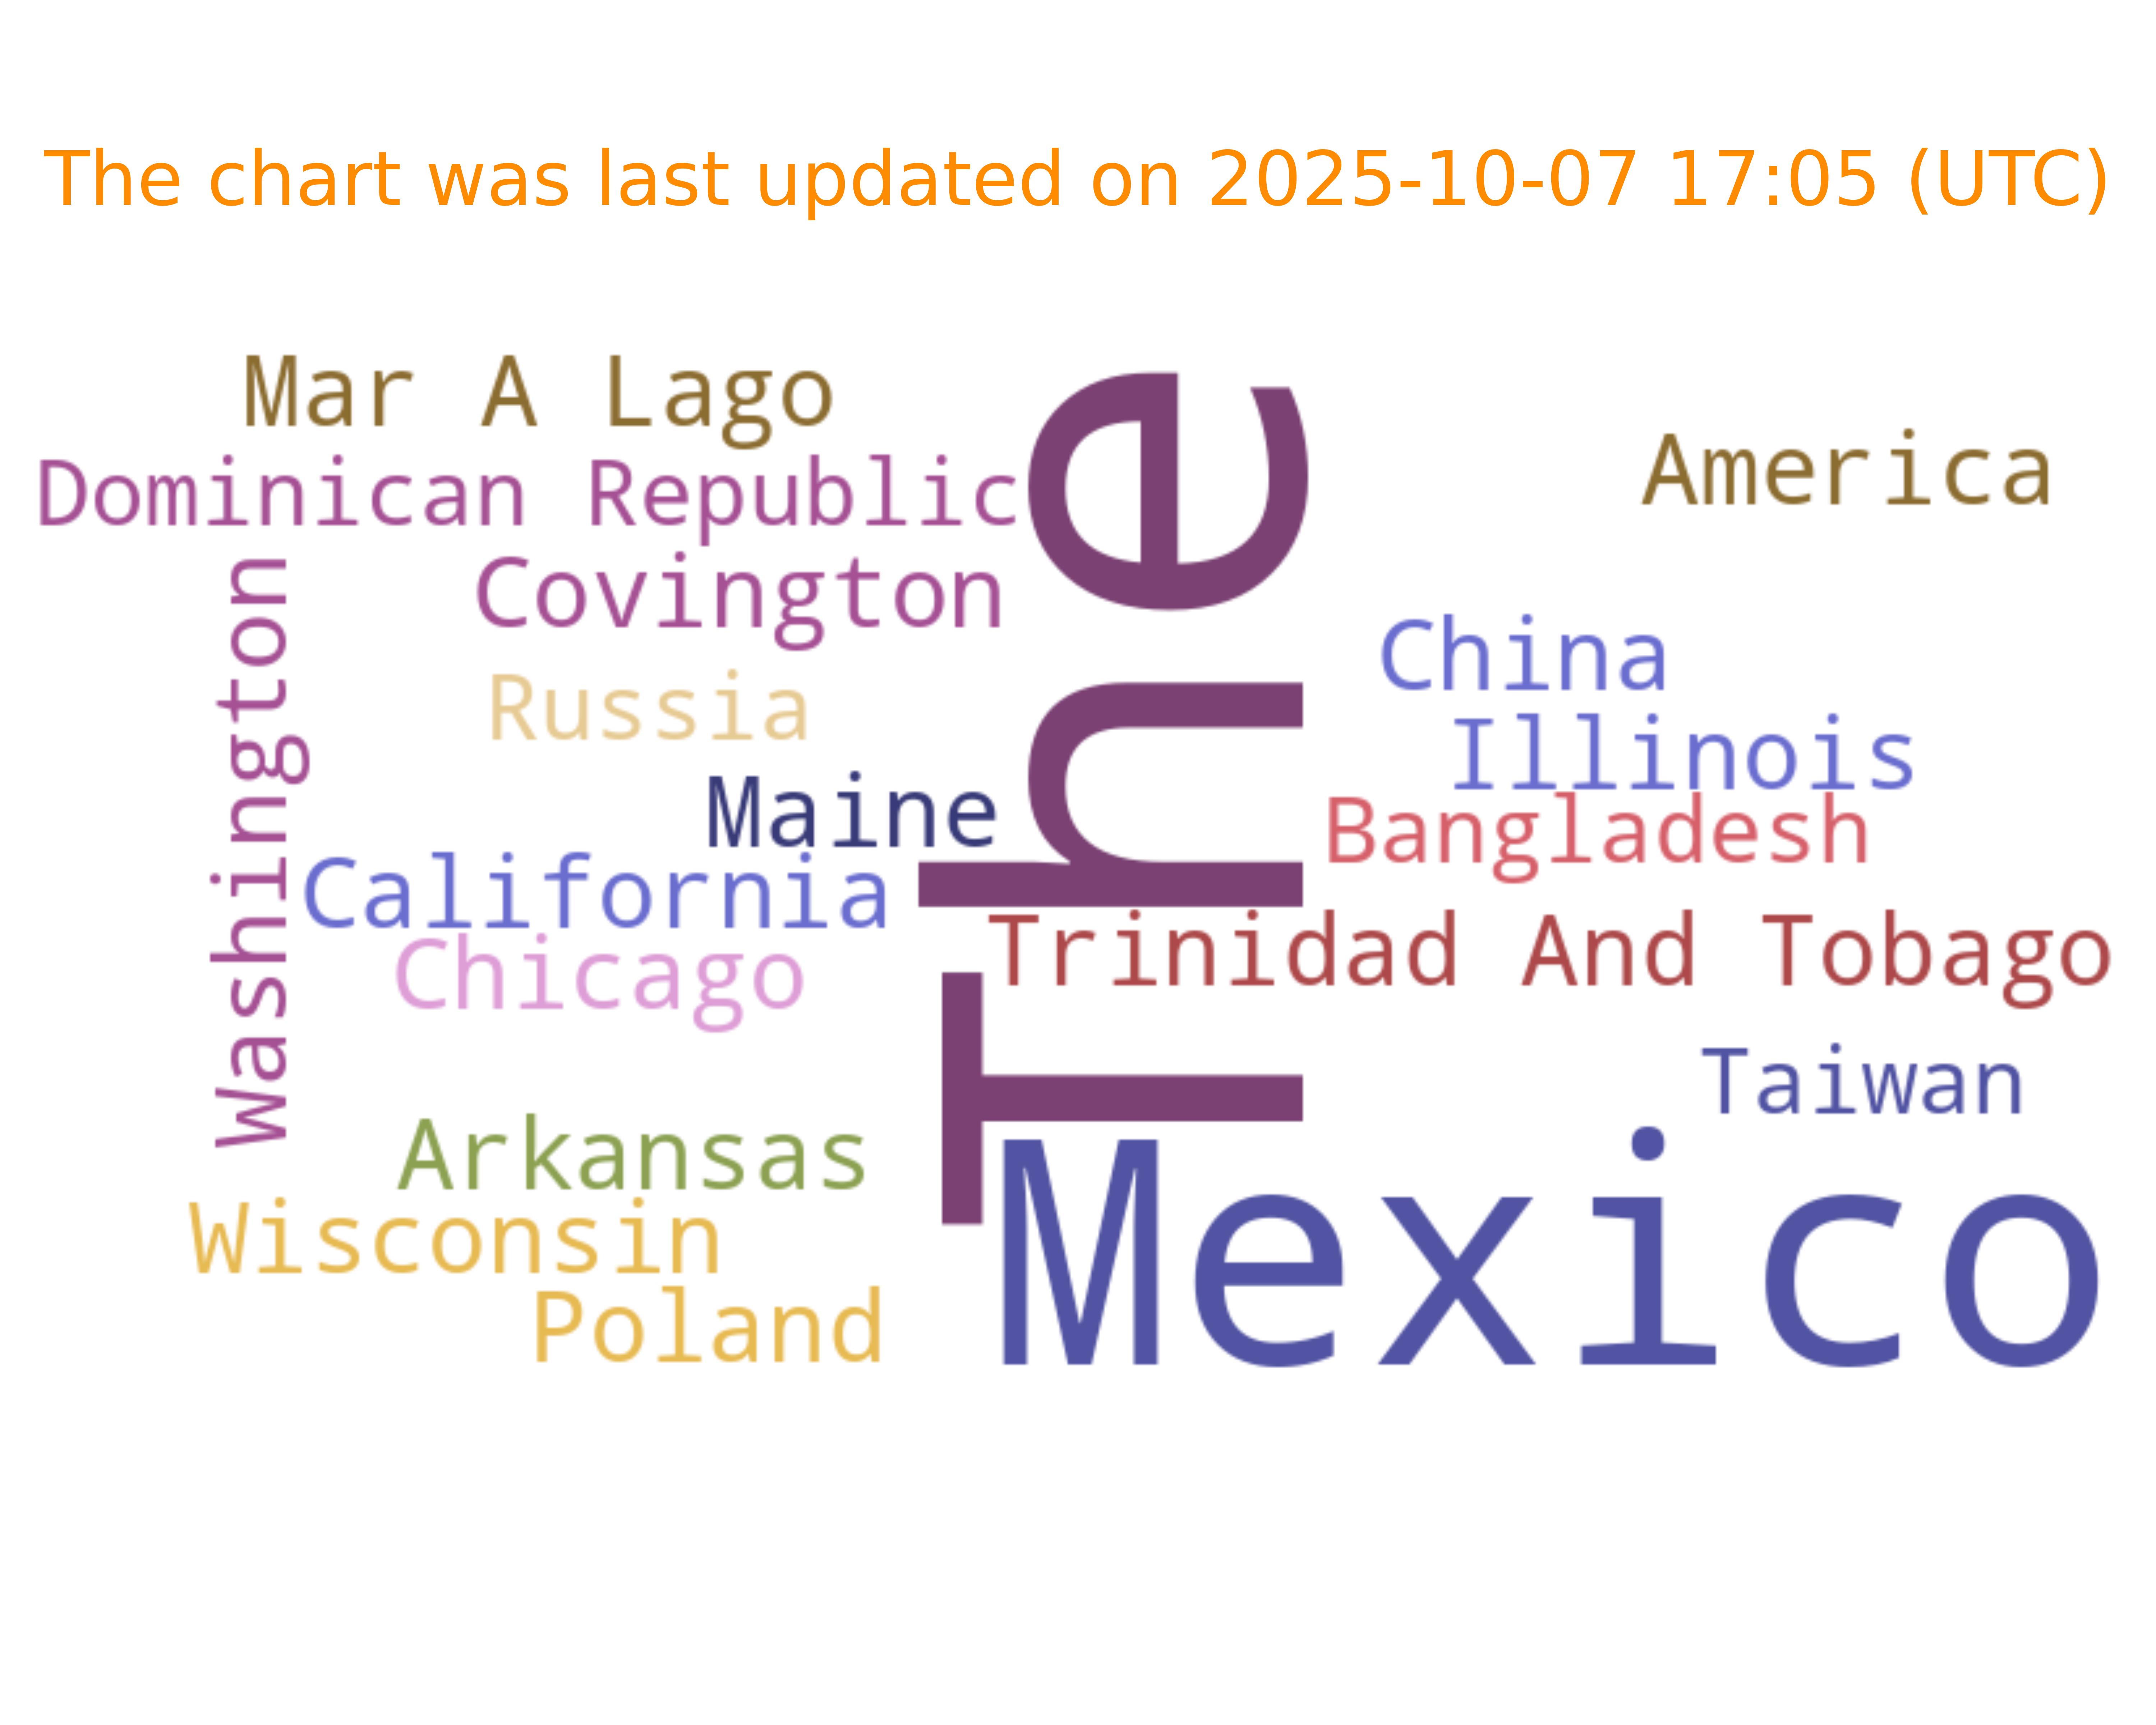 The chart was last updated on 2025-10-07 17:05 (UTC)
Mar A Lago
America
Dominican Republic
Covington
The
Washington
China
Russia
Illinois
Maine
Bangladesh
California
Chicago
Trinidad And Tobago
Taiwan
Arkansas
Wisconsin
Mexico
Poland